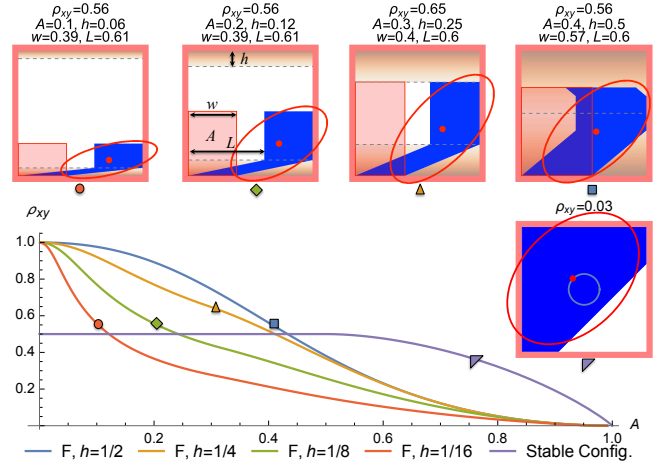 ρxy=0.56
A=0.1, h=0.06
w=0.39, L=0.61
ρxy=0.56
A=0.2, h=0.12
w=0.39, L=0.61
ρxy=0.65
A=0.3, h=0.25
w=0.4, L=0.6
ρxy=0.56
A=0.4, h=0.5
w=0.57, L=0.6
h
w
A
L
ρxy=0.03
ρxy
1.0
0.8
0.6
0.4
0.2
0.2
0.4
0.6
0.8
1.0
A
F, h=1/2
F, h=1/4
F, h=1/8
F, h=1/16
Stable Config.